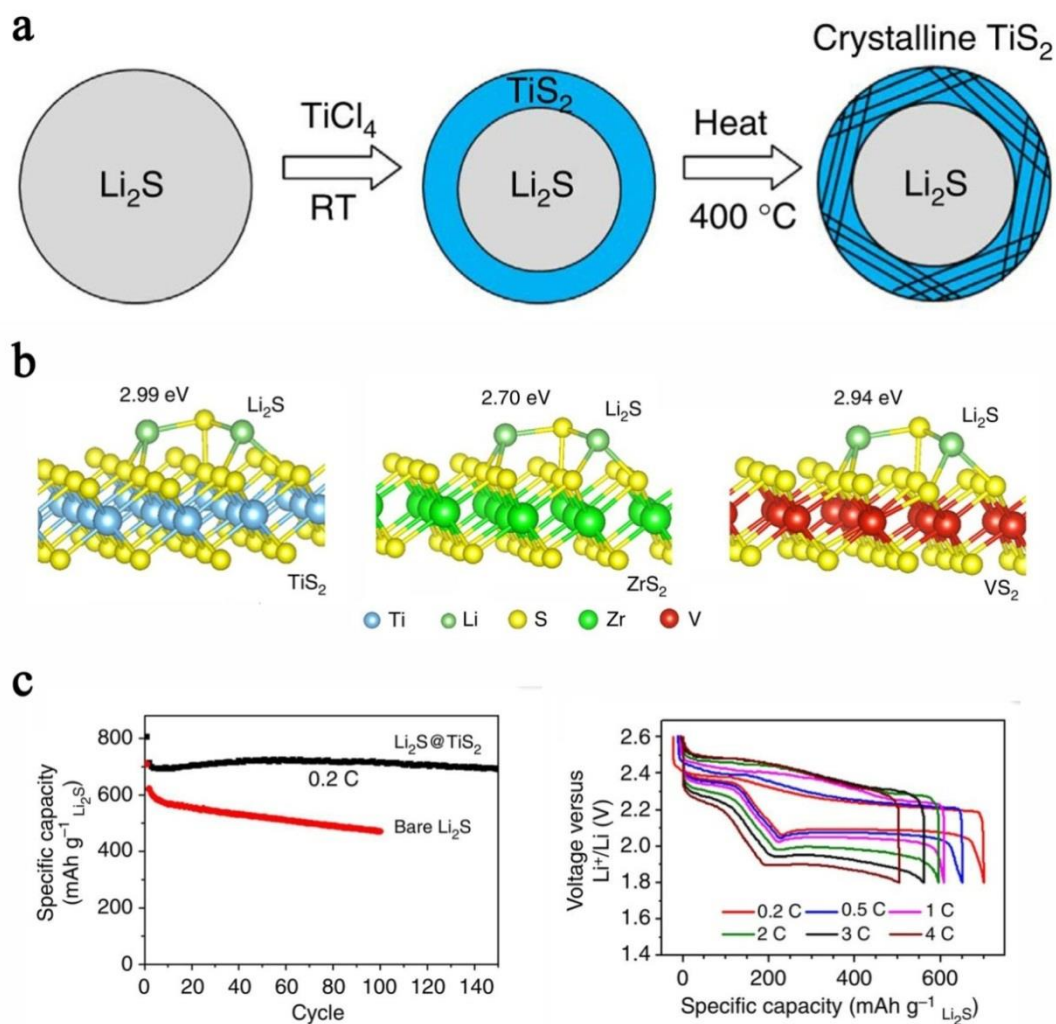 a
Crystalline TiS₂
TiS₂
TiCl₄
Heat
Li₂S
Li₂S
Li₂S
RT
400 °C
b
2.99 eV
Li₂S
TiS₂
2.70 eV
Li₂S
ZrS₂
2.94 eV
Li₂S
VS₂
Ti Li S Zr V
c
Specific capacity
(mAh g⁻¹ Li₂S)
800
600
400
200
0
Li₂S@TiS₂
0.2 C
Bare Li₂S
0 20 40 60 80 100 120 140
Cycle
Voltage versus
Li⁺/Li (V)
2.6
2.4
2.2
2.0
1.8
1.6
1.4
0.2 C 0.5 C 1 C
2 C 3 C 4 C
0 200 400 600
Specific capacity (mAh g⁻¹ Li₂S)